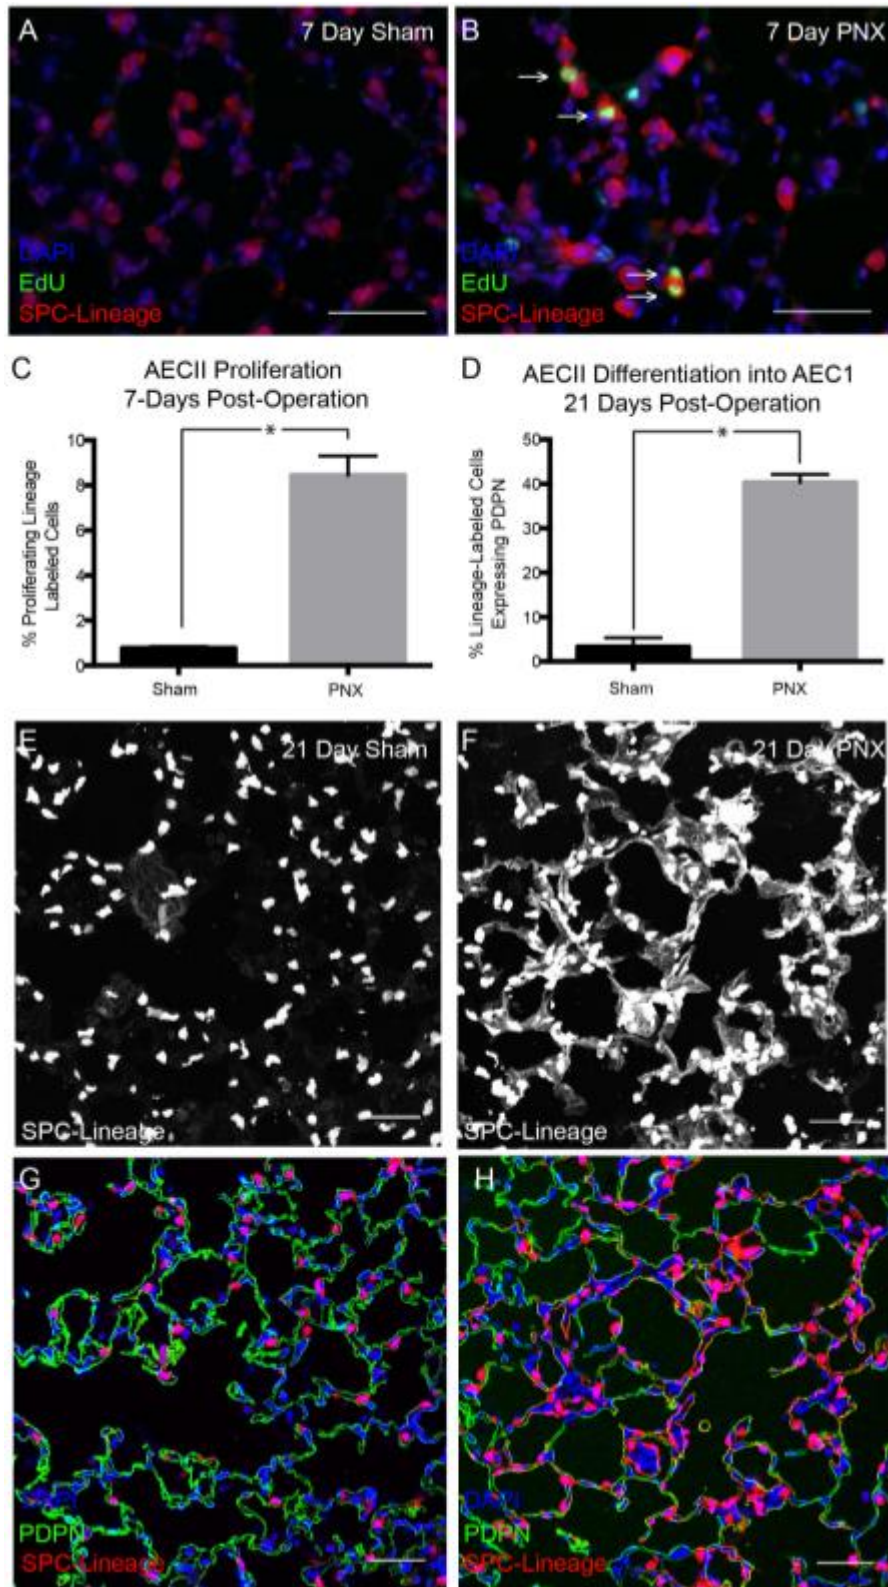 A
7 Day Sham
DAPI
EdU
SPC-Lineage
B
7 Day PNX
DAPI
EdU
SPC-Lineage
C
AECII Proliferation
7-Days Post-Operation
% Proliferating Lineage
Labeled Cells
10
8
6
4
2
0
*
Sham
PNX
D
AECII Differentiation into AEC1
21 Days Post-Operation
% Lineage-Labeled Cells
Expressing PDPN
50
40
30
20
10
0
*
Sham
PNX
E
21 Day Sham
SPC-Lineage
F
21 Day PNX
SPC-Lineage
G
PDPN
SPC-Lineage
H
DAPI
PDPN
SPC-Lineage